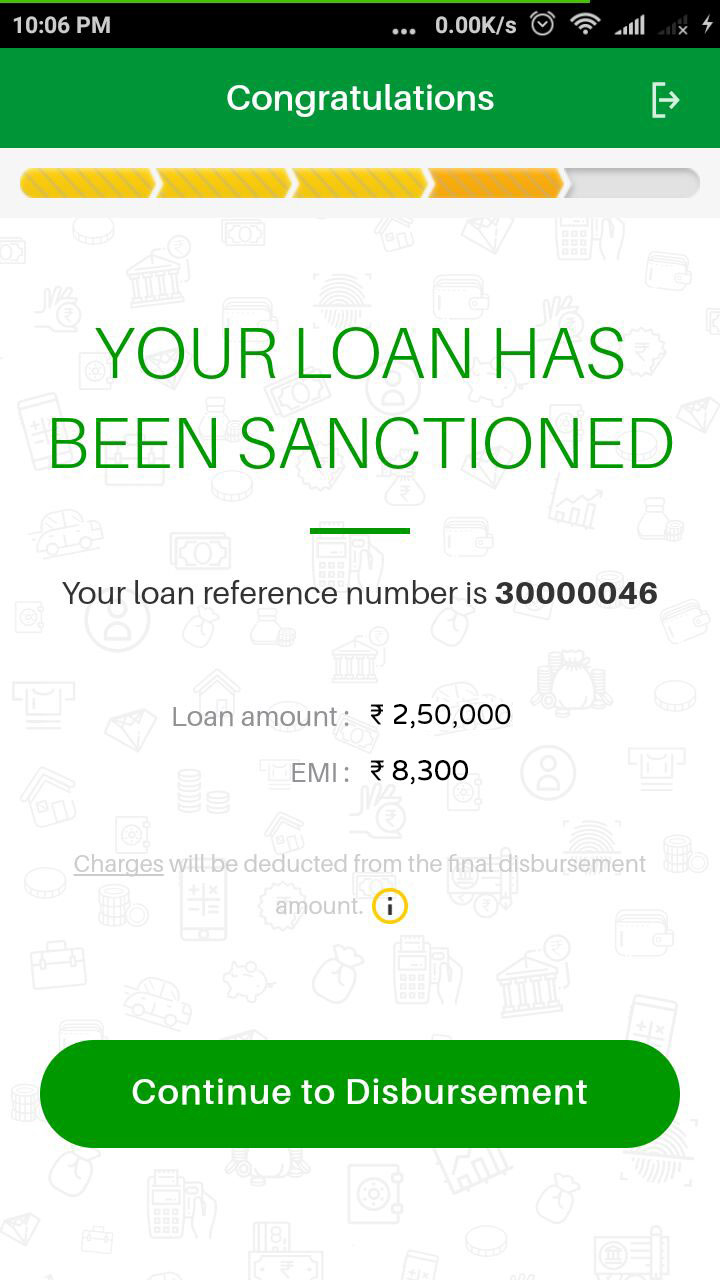 10:06 PM ... 0.00K/s
Congratulations
YOUR LOAN HAS
BEEN SANCTIONED
Your loan reference number is 30000046
Loan amount : ₹ 2,50,000
EMI : ₹ 8,300
Charges will be deducted from the final disbursement
amount. i
Continue to Disbursement